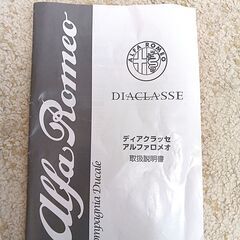 Alfa Romeo
Compagnia Ducale
ALFA ROMEO
DIACLASSE
ディアクラッセ
アルファロメオ
取扱説明書